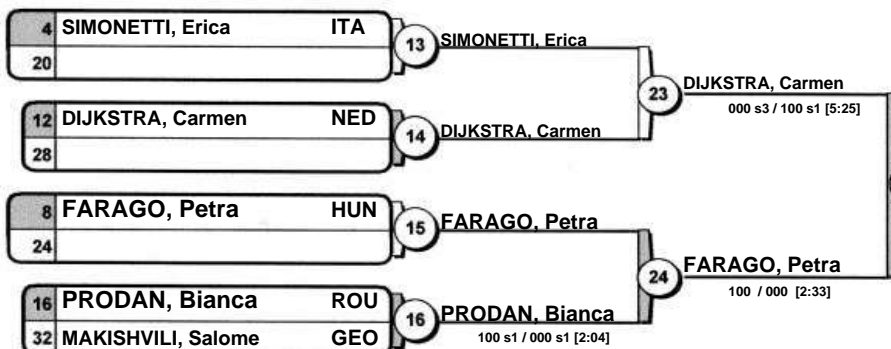 4 SIMONETTI, Erica ITA
20
13
SIMONETTI, Erica
12 DIJKSTRA, Carmen NED
28
14
DIJKSTRA, Carmen
23
DIJKSTRA, Carmen
000 s3 / 100 s1 [5:25]
8 FARAGO, Petra HUN
24
15
FARAGO, Petra
16 PRODAN, Bianca ROU
32 MAKISHVILI, Salome GEO
16
PRODAN, Bianca
100 s1 / 000 s1 [2:04]
24
FARAGO, Petra
100 / 000 [2:33]